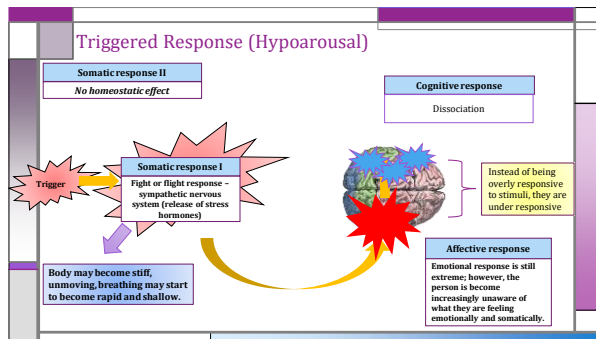 Triggered Response (Hypoarousal)
Somatic response II
No homeostatic effect
Cognitive response
Dissociation
Trigger
Somatic response I
Fight or flight response –
sympathetic nervous
system (release of stress
hormones)
Instead of being
overly responsive
to stimuli, they are
under responsive
Body may become stiff,
unmoving, breathing may start
to become rapid and shallow.
Affective response
Emotional response is still
extreme; however, the
person is become
increasingly unaware of
what they are feeling
emotionally and somatically.